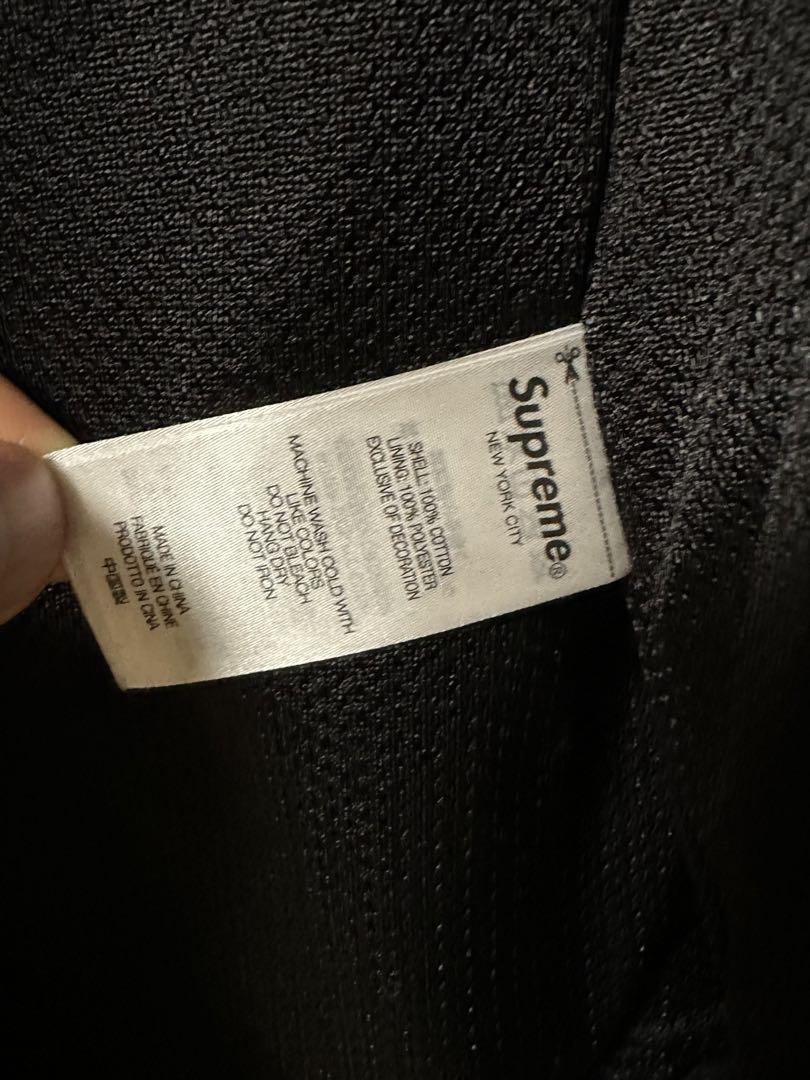 Supreme®
NEW YORK CITY
SHELL: 100% COTTON
LINING: 100% POLYESTER
EXCLUSIVE OF DECORATION
MACHINE WASH COLD WITH
LIKE COLORS
DO NOT BLEACH
HANG DRY
DO NOT IRON
MADE IN CHINA
FABRIQUÉ EN CHINE
PRODOTTO IN CINA
中国製